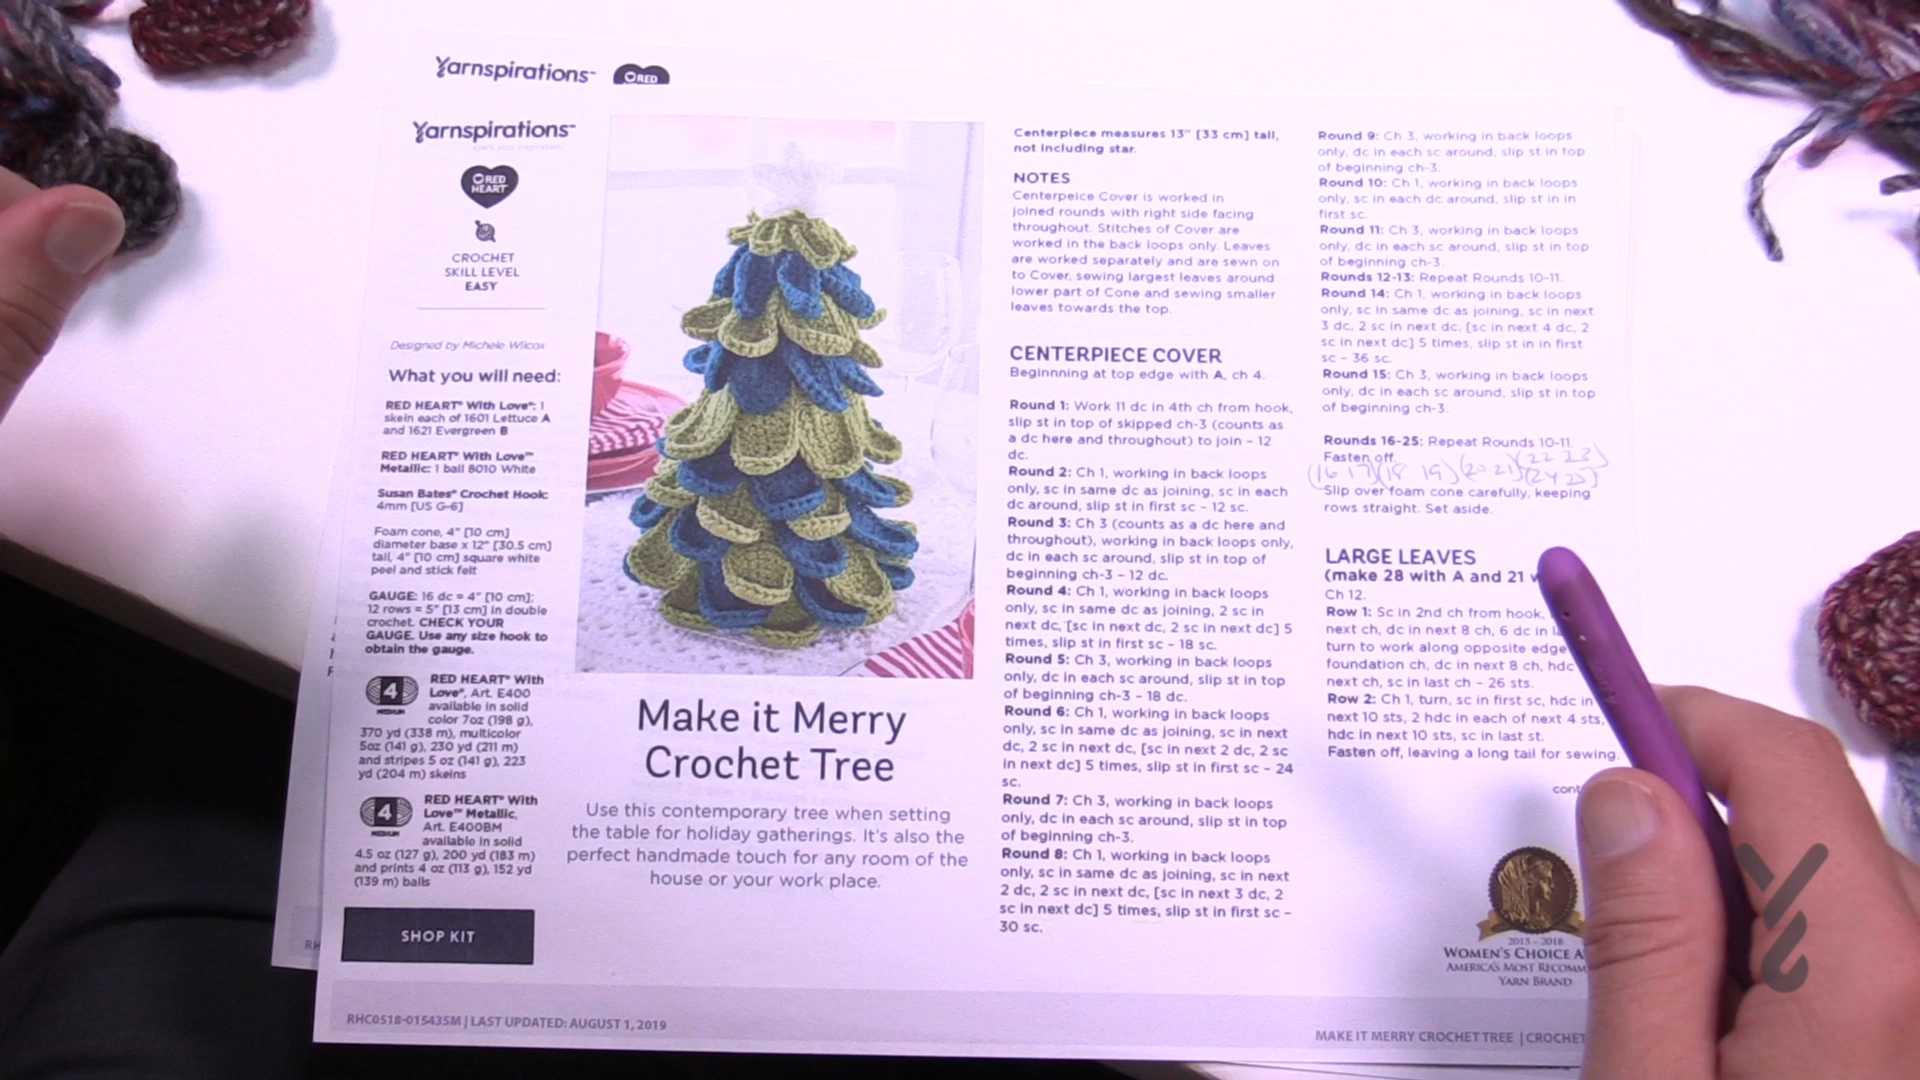 Yarnspirations™
RED
Yarnspirations™
spark your inspiration
RED
HEART
CROCHET
SKILL LEVEL
EASY
Designed by Michele Wilcox
What you will need:
RED HEART® With Love®: 1
skein each of 1601 Lettuce A
and 1621 Evergreen B
RED HEART® With Love™
Metallic: 1 ball 8010 White
Susan Bates® Crochet Hook:
4mm [US G-6]
Foam cone, 4" [10 cm]
diameter base x 12" [30.5 cm]
tall, 4" [10 cm] square white
peel and stick felt
GAUGE: 16 dc = 4" [10 cm];
12 rows = 5" [13 cm] in double
crochet. CHECK YOUR
GAUGE. Use any size hook to
obtain the gauge.
4
MEDIUM
RED HEART® With
Love®, Art. E400
available in solid
color 7oz (198 g),
370 yd (338 m), multicolor
5oz (141 g), 230 yd (211 m)
and stripes 5 oz (141 g), 223
yd (204 m) skeins
4
MEDIUM
RED HEART® With
Love™ Metallic,
Art. E400BM
available in solid
4.5 oz (127 g), 200 yd (183 m)
and prints 4 oz (113 g), 152 yd
(139 m) balls
SHOP KIT
Make it Merry
Crochet Tree
Use this contemporary tree when setting
the table for holiday gatherings. It's also the
perfect handmade touch for any room of the
house or your work place.
Centerpiece measures 13" [33 cm] tall,
not including star.
NOTES
Centerpeice Cover is worked in
joined rounds with right side facing
throughout. Stitches of Cover are
worked in the back loops only. Leaves
are worked separately and are sewn on
to Cover, sewing largest leaves around
lower part of Cone and sewing smaller
leaves towards the top.
CENTERPIECE COVER
Beginnning at top edge with A, ch 4.
Round 1: Work 11 dc in 4th ch from hook,
slip st in top of skipped ch-3 (counts as
a dc here and throughout) to join – 12
dc.
Round 2: Ch 1, working in back loops
only, sc in same dc as joining, sc in each
dc around, slip st in first sc – 12 sc.
Round 3: Ch 3 (counts as a dc here and
throughout), working in back loops only,
dc in each sc around, slip st in top of
beginning ch-3 – 12 dc.
Round 4: Ch 1, working in back loops
only, sc in same dc as joining, 2 sc in
next dc, [sc in next dc, 2 sc in next dc] 5
times, slip st in first sc – 18 sc.
Round 5: Ch 3, working in back loops
only, dc in each sc around, slip st in top
of beginning ch-3 – 18 dc.
Round 6: Ch 1, working in back loops
only, sc in same dc as joining, sc in next
dc, 2 sc in next dc, [sc in next 2 dc, 2 sc
in next dc] 5 times, slip st in first sc – 24
sc.
Round 7: Ch 3, working in back loops
only, dc in each sc around, slip st in top
of beginning ch-3.
Round 8: Ch 1, working in back loops
only, sc in same dc as joining, sc in next
2 dc, 2 sc in next dc, [sc in next 3 dc, 2
sc in next dc] 5 times, slip st in first sc –
30 sc.
Round 9: Ch 3, working in back loops
only, dc in each sc around, slip st in top
of beginning ch-3.
Round 10: Ch 1, working in back loops
only, sc in each dc around, slip st in in
first sc.
Round 11: Ch 3, working in back loops
only, dc in each sc around, slip st in top
of beginning ch-3.
Rounds 12-13: Repeat Rounds 10-11.
Round 14: Ch 1, working in back loops
only, sc in same dc as joining, sc in next
3 dc, 2 sc in next dc, [sc in next 4 dc, 2
sc in next dc] 5 times, slip st in in first
sc – 36 sc.
Round 15: Ch 3, working in back loops
only, dc in each sc around, slip st in top
of beginning ch-3.
Rounds 16-25: Repeat Rounds 10-11.
Fasten off.
(16 17)(18 19)(20 21)(22 23)
(24 25)
Slip over foam cone carefully, keeping
rows straight. Set aside.
LARGE LEAVES
(make 28 with A and 21
Ch 12.
Row 1: Sc in 2nd ch from hook,
next ch, dc in next 8 ch, 6 dc in
turn to work along opposite edge
foundation ch, dc in next 8 ch, hdc
next ch, sc in last ch – 26 sts.
Row 2: Ch 1, turn, sc in first sc, hdc in
next 10 sts, 2 hdc in each of next 4 sts,
hdc in next 10 sts, sc in last st.
Fasten off, leaving a long tail for sewing.
cont
2015 – 2018
WOMEN'S CHOICE A
AMERICA'S MOST RECOMM
YARN BRAND
RH
RHC0518-015435M | LAST UPDATED: AUGUST 1, 2019
MAKE IT MERRY CROCHET TREE | CROCHET